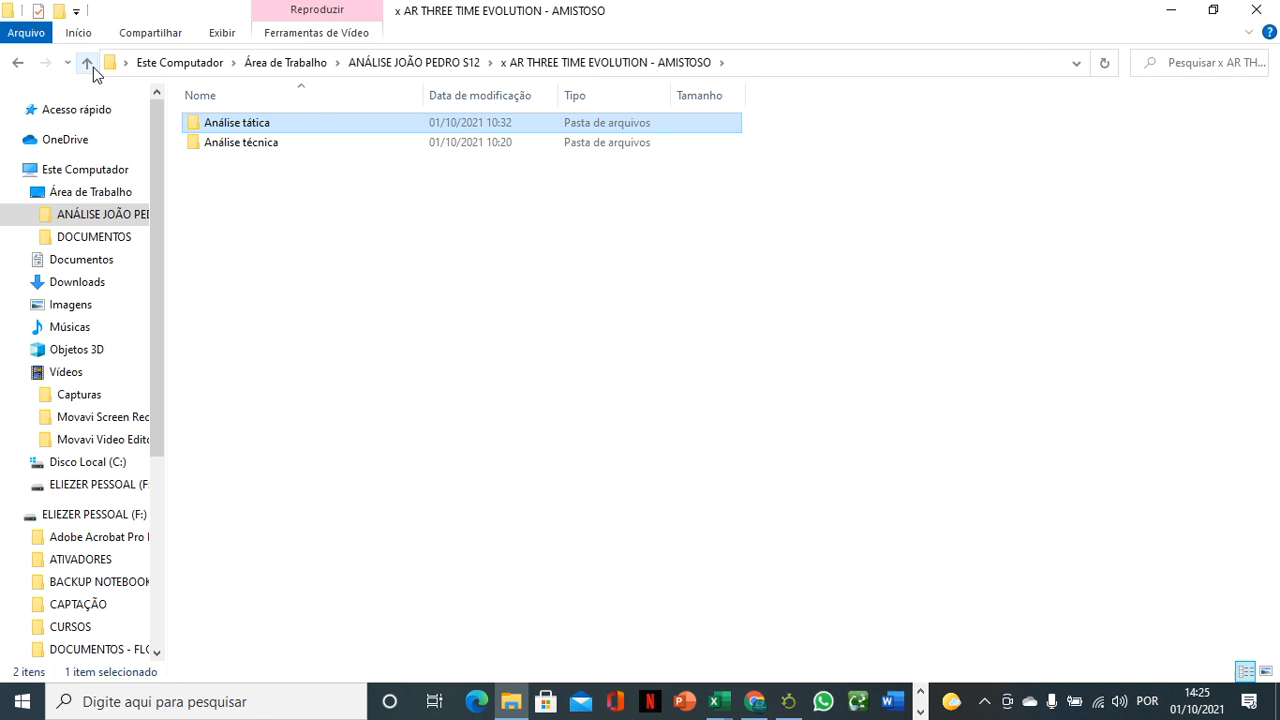 Reproduzir
x AR THREE TIME EVOLUTION - AMISTOSO
Arquivo
Início
Compartilhar
Exibir
Ferramentas de Vídeo
Este Computador
Área de Trabalho
ANÁLISE JOÃO PEDRO S12
x AR THREE TIME EVOLUTION - AMISTOSO
Pesquisar x AR TH...
Nome
Data de modificação
Tipo
Tamanho
Análise tática
01/10/2021 10:32
Pasta de arquivos
Análise técnica
01/10/2021 10:20
Pasta de arquivos
Acesso rápido
OneDrive
Este Computador
Área de Trabalho
ANÁLISE JOÃO PED
DOCUMENTOS
Documentos
Downloads
Imagens
Músicas
Objetos 3D
Vídeos
Capturas
Movavi Screen Rec
Movavi Video Edito
Disco Local (C:)
ELIEZER PESSOAL (F:
ELIEZER PESSOAL (F:)
Adobe Acrobat Pro
ATIVADORES
BACKUP NOTEBOOK
CAPTAÇÃO
CURSOS
DOCUMENTOS - FLO
2 itens
1 item selecionado
Digite aqui para pesquisar
POR
14:25
01/10/2021